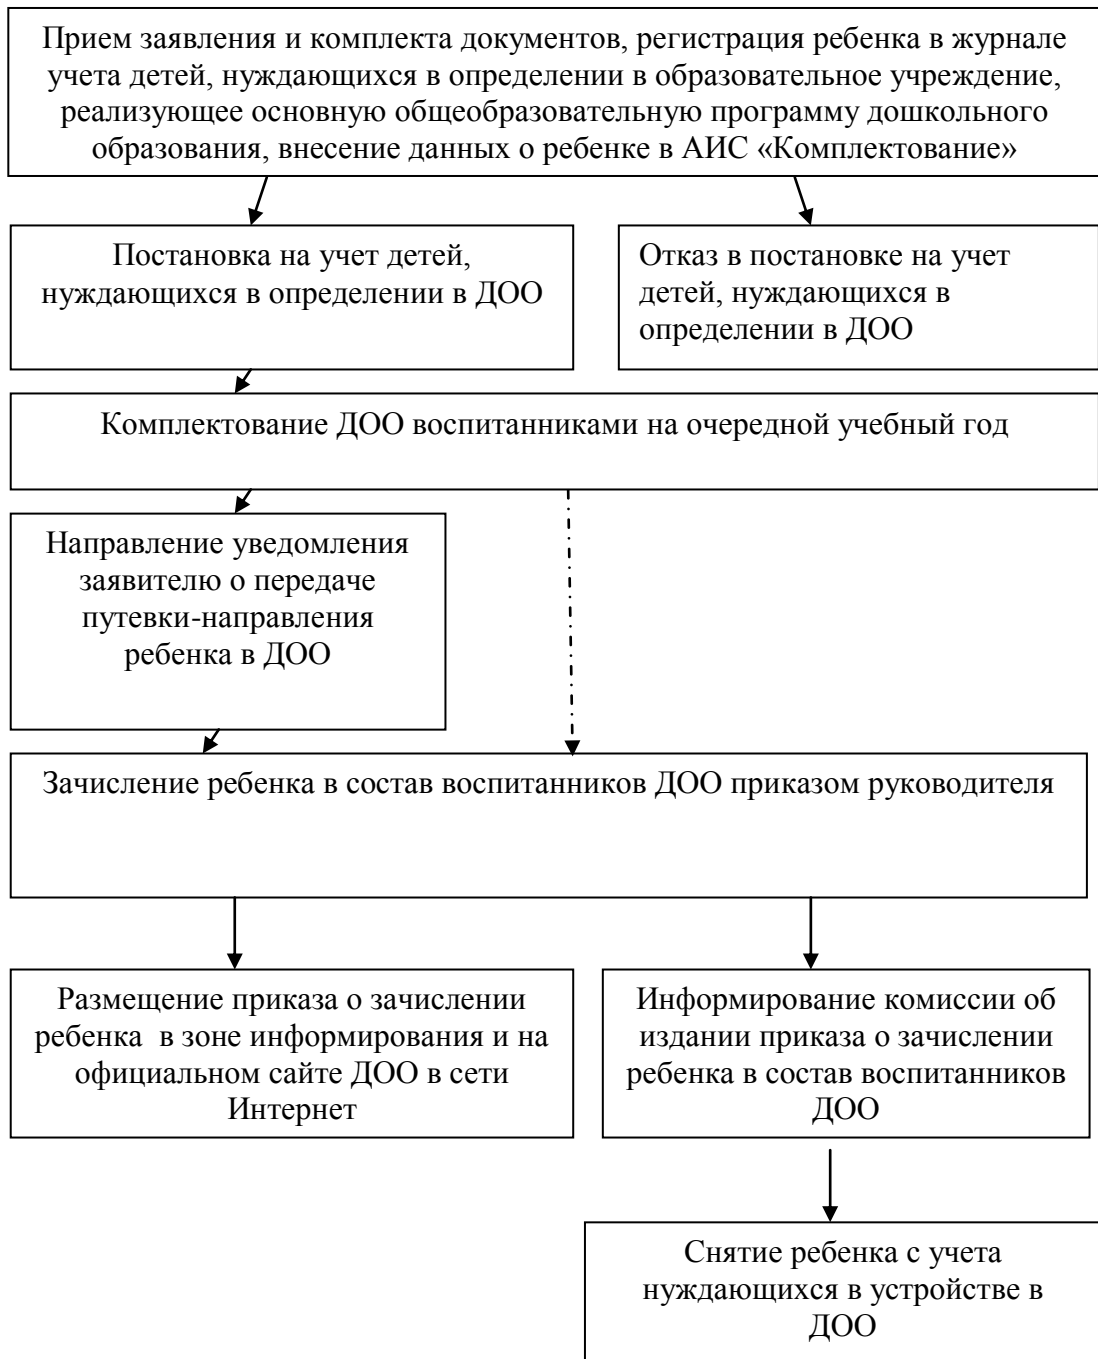 Прием заявления и комплекта документов, регистрация ребенка в журнале
учета детей, нуждающихся в определении в образовательное учреждение,
реализующее основную общеобразовательную программу дошкольного
образования, внесение данных о ребенке в АИС «Комплектование»
Постановка на учет детей,
нуждающихся в определении в ДОО
Отказ в постановке на учет
детей, нуждающихся в
определении в ДОО
Комплектование ДОО воспитанниками на очередной учебный год
Направление уведомления
заявителю о передаче
путевки-направления
ребенка в ДОО
Зачисление ребенка в состав воспитанников ДОО приказом руководителя
Размещение приказа о зачислении
ребенка в зоне информирования и на
официальном сайте ДОО в сети
Интернет
Информирование комиссии об
издании приказа о зачислении
ребенка в состав воспитанников
ДОО
Снятие ребенка с учета
нуждающихся в устройстве в
ДОО